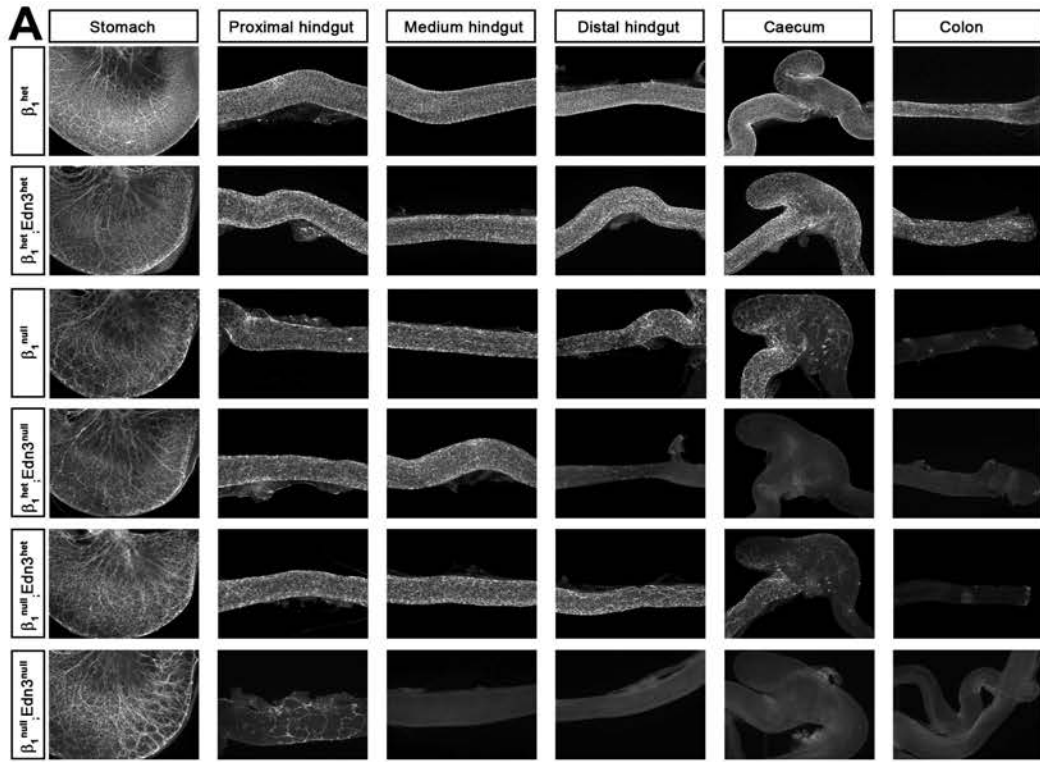 A
Stomach
Proximal hindgut
Medium hindgut
Distal hindgut
Caecum
Colon
β₁ʰᵉᵗ
β₁ʰᵉᵗ;Edn3ʰᵉᵗ
β₁ⁿᵘˡˡ
β₁ʰᵉᵗ;Edn3ⁿᵘˡˡ
β₁ⁿᵘˡˡ;Edn3ʰᵉᵗ
β₁ⁿᵘˡˡ;Edn3ⁿᵘˡˡ